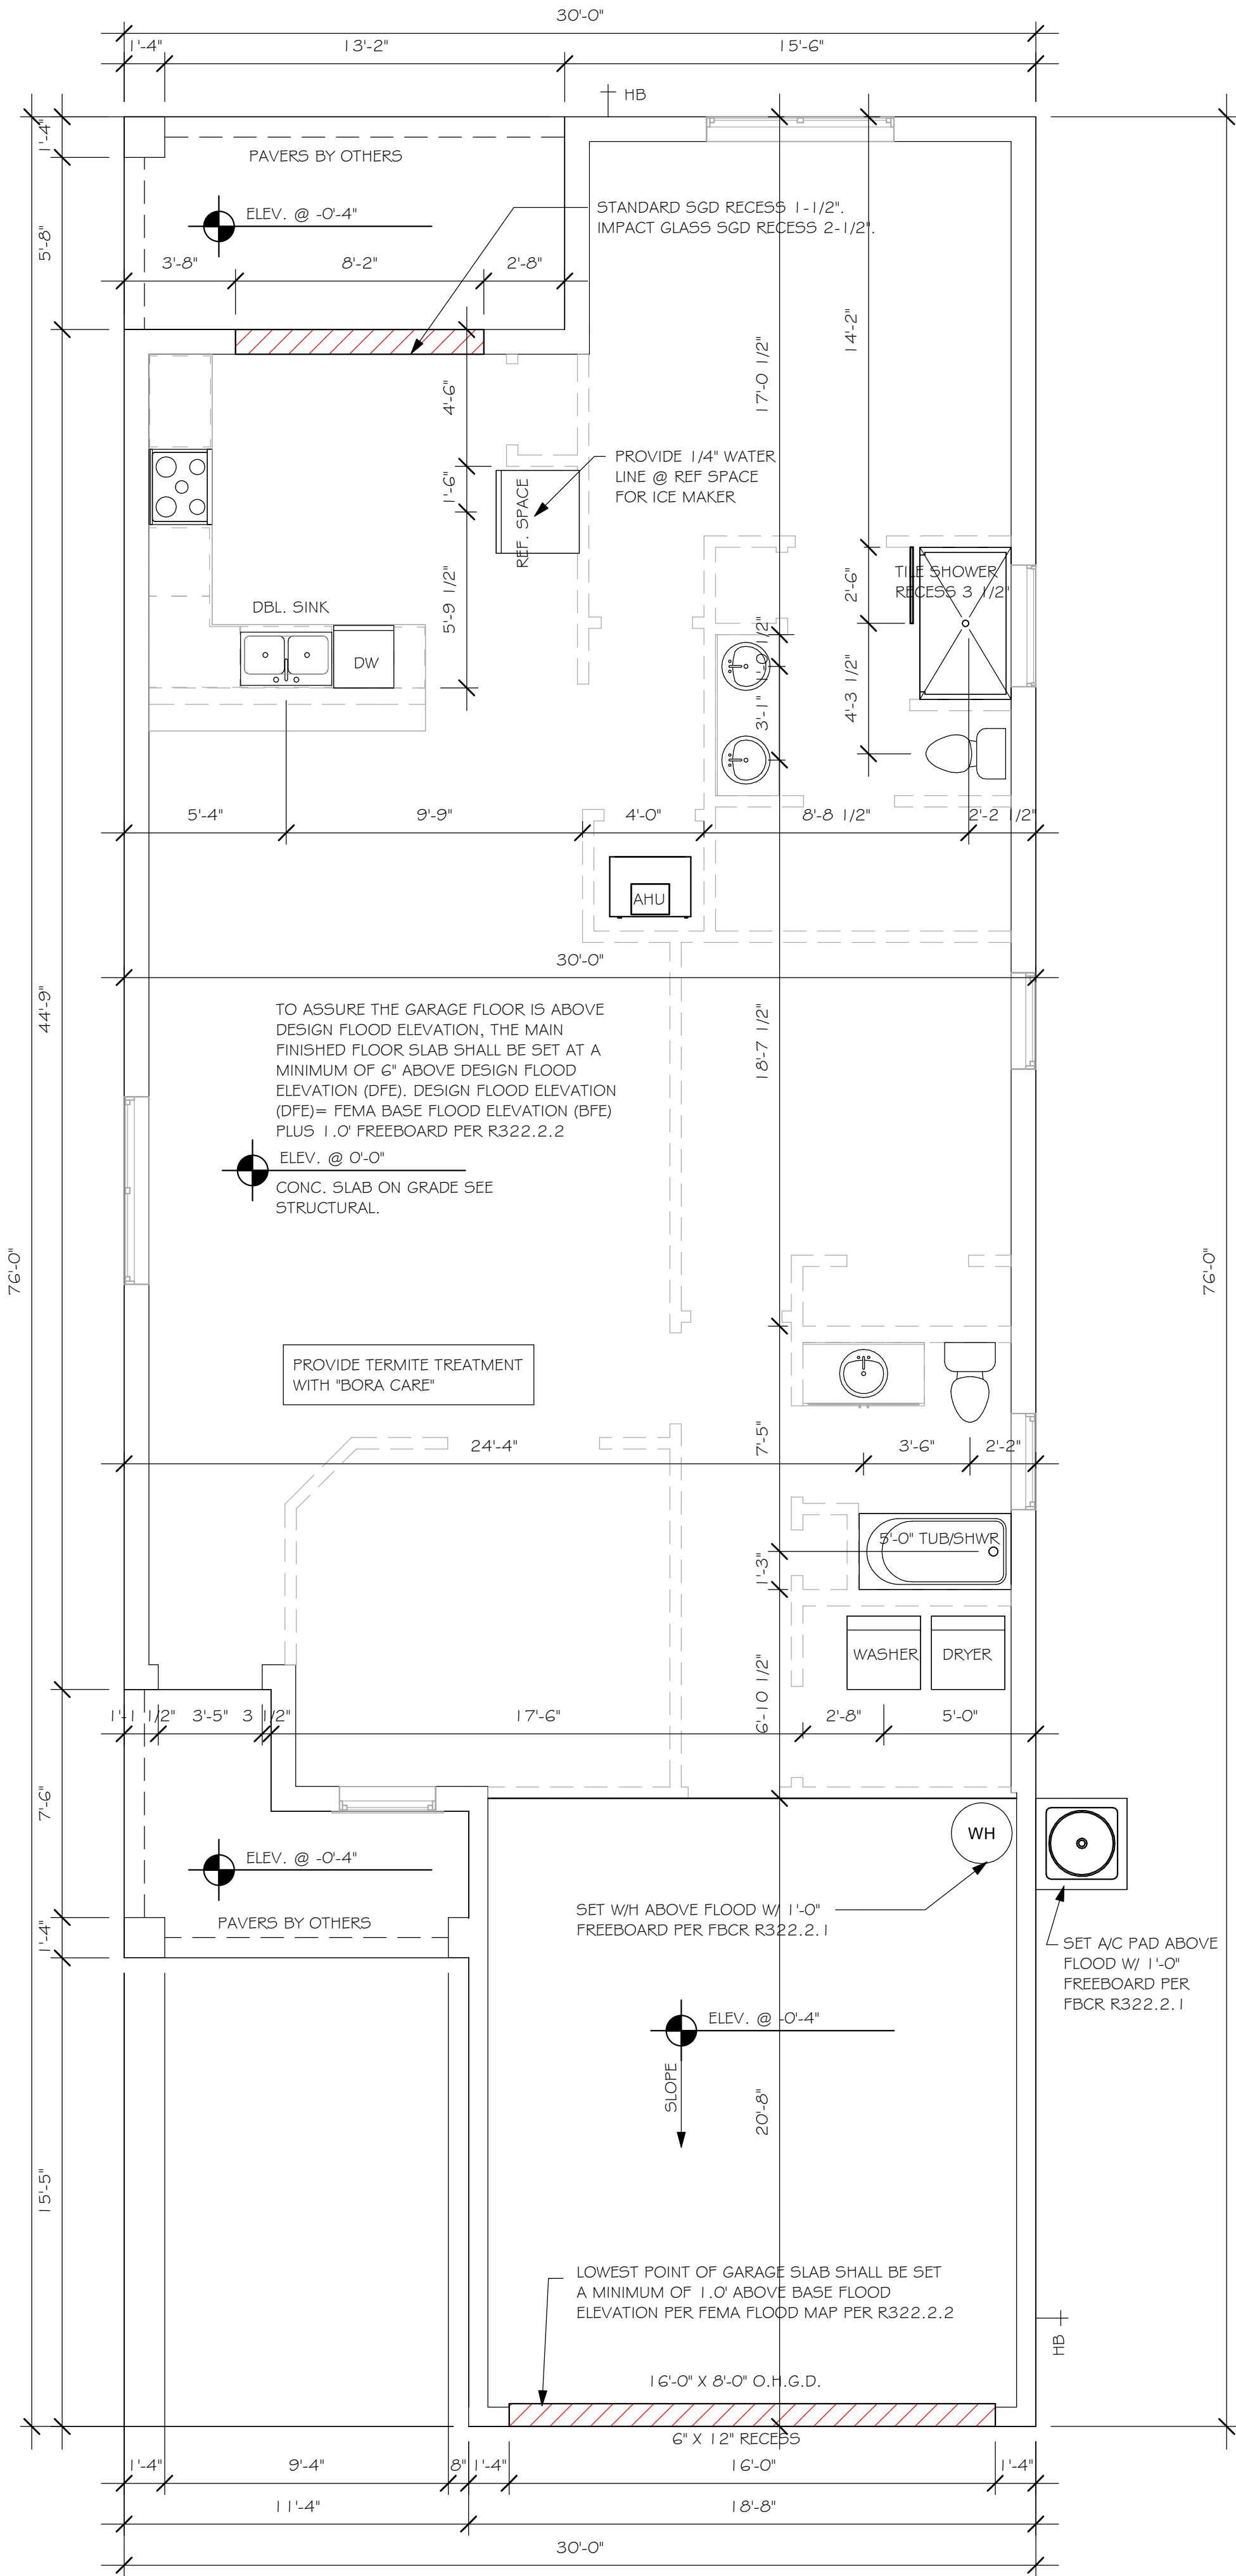 30'-0"
1'-4" 13'-2" 15'-6"
HB
1'-4"
PAVERS BY OTHERS
ELEV. @ -0'-4"
STANDARD SGD RECESS 1-1/2".
IMPACT GLASS SGD RECESS 2-1/2".
5'-8"
3'-8" 8'-2" 2'-8"
14'-2"
17'-0 1/2"
4'-6"
PROVIDE 1/4" WATER
LINE @ REF SPACE
FOR ICE MAKER
1'-6"
REF. SPACE
5'-9 1/2"
DBL. SINK
DW
TILE SHOWER
RECESS 3 1/2"
2'-6"
1'-0 1/2"
3'-1"
4'-3 1/2"
5'-4" 9'-9" 4'-0" 8'-8 1/2" 2'-2 1/2"
AHU
30'-0"
44'-9"
18'-7 1/2"
TO ASSURE THE GARAGE FLOOR IS ABOVE
DESIGN FLOOD ELEVATION, THE MAIN
FINISHED FLOOR SLAB SHALL BE SET AT A
MINIMUM OF 6" ABOVE DESIGN FLOOD
ELEVATION (DFE). DESIGN FLOOD ELEVATION
(DFE)= FEMA BASE FLOOD ELEVATION (BFE)
PLUS 1.0' FREEBOARD PER R322.2.2
ELEV. @ 0'-0"
CONC. SLAB ON GRADE SEE
STRUCTURAL.
76'-0"
76'-0"
PROVIDE TERMITE TREATMENT
WITH "BORA CARE"
7'-5"
24'-4" 3'-6" 2'-2"
5'-0" TUB/SHWR
1'-3"
WASHER DRYER
6'-10 1/2"
1'-1 1/2" 3'-5" 3 1/2" 17'-6" 2'-8" 5'-0"
7'-6"
WH
ELEV. @ -0'-4"
SET W/H ABOVE FLOOD W/ 1'-0"
FREEBOARD PER FBCR R322.2.1
PAVERS BY OTHERS
1'-4"
SET A/C PAD ABOVE
FLOOD W/ 1'-0"
FREEBOARD PER
FBCR R322.2.1
ELEV. @ -0'-4"
SLOPE
20'-8"
15'-5"
LOWEST POINT OF GARAGE SLAB SHALL BE SET
A MINIMUM OF 1.0' ABOVE BASE FLOOD
ELEVATION PER FEMA FLOOD MAP PER R322.2.2
HB
16'-0" X 8'-0" O.H.G.D.
6" X 12" RECESS
1'-4" 9'-4" 8" 1'-4" 16'-0" 1'-4"
11'-4" 18'-8"
30'-0"